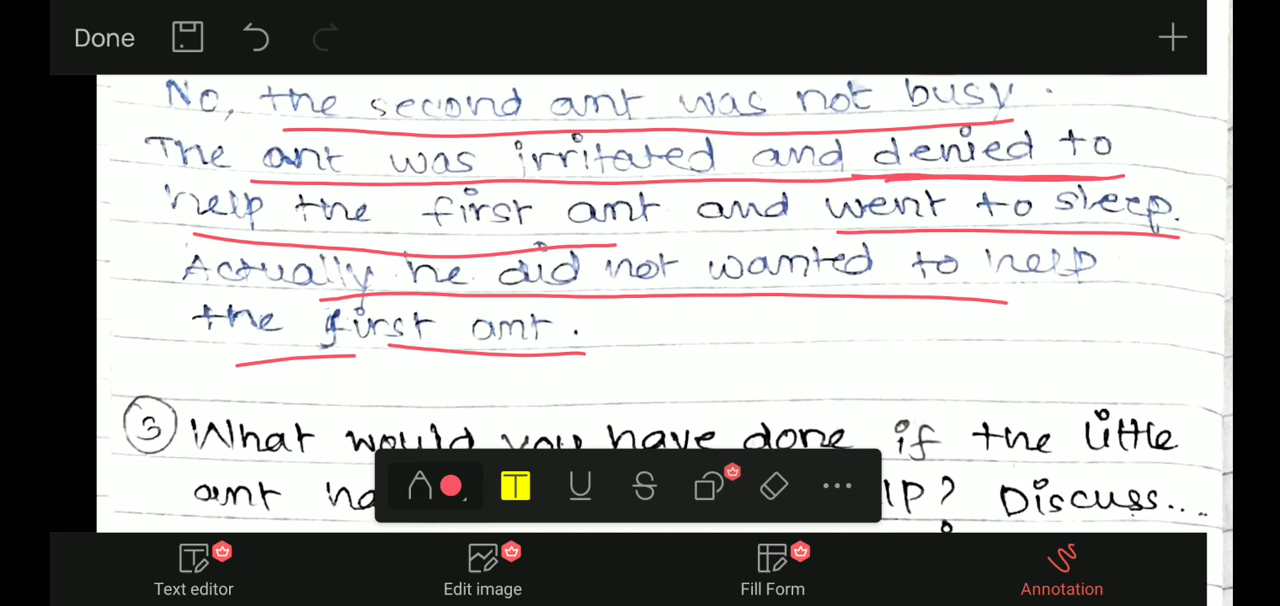 Done
No, the second ant was not busy.
The ant was irritated and denied to
help the first ant and went to sleep.
Actually he did not wanted to help
the first ant.
3 What would you have done if the little
ant ? Discuss...
T
U
S
Text editor
Edit image
Fill Form
Annotation